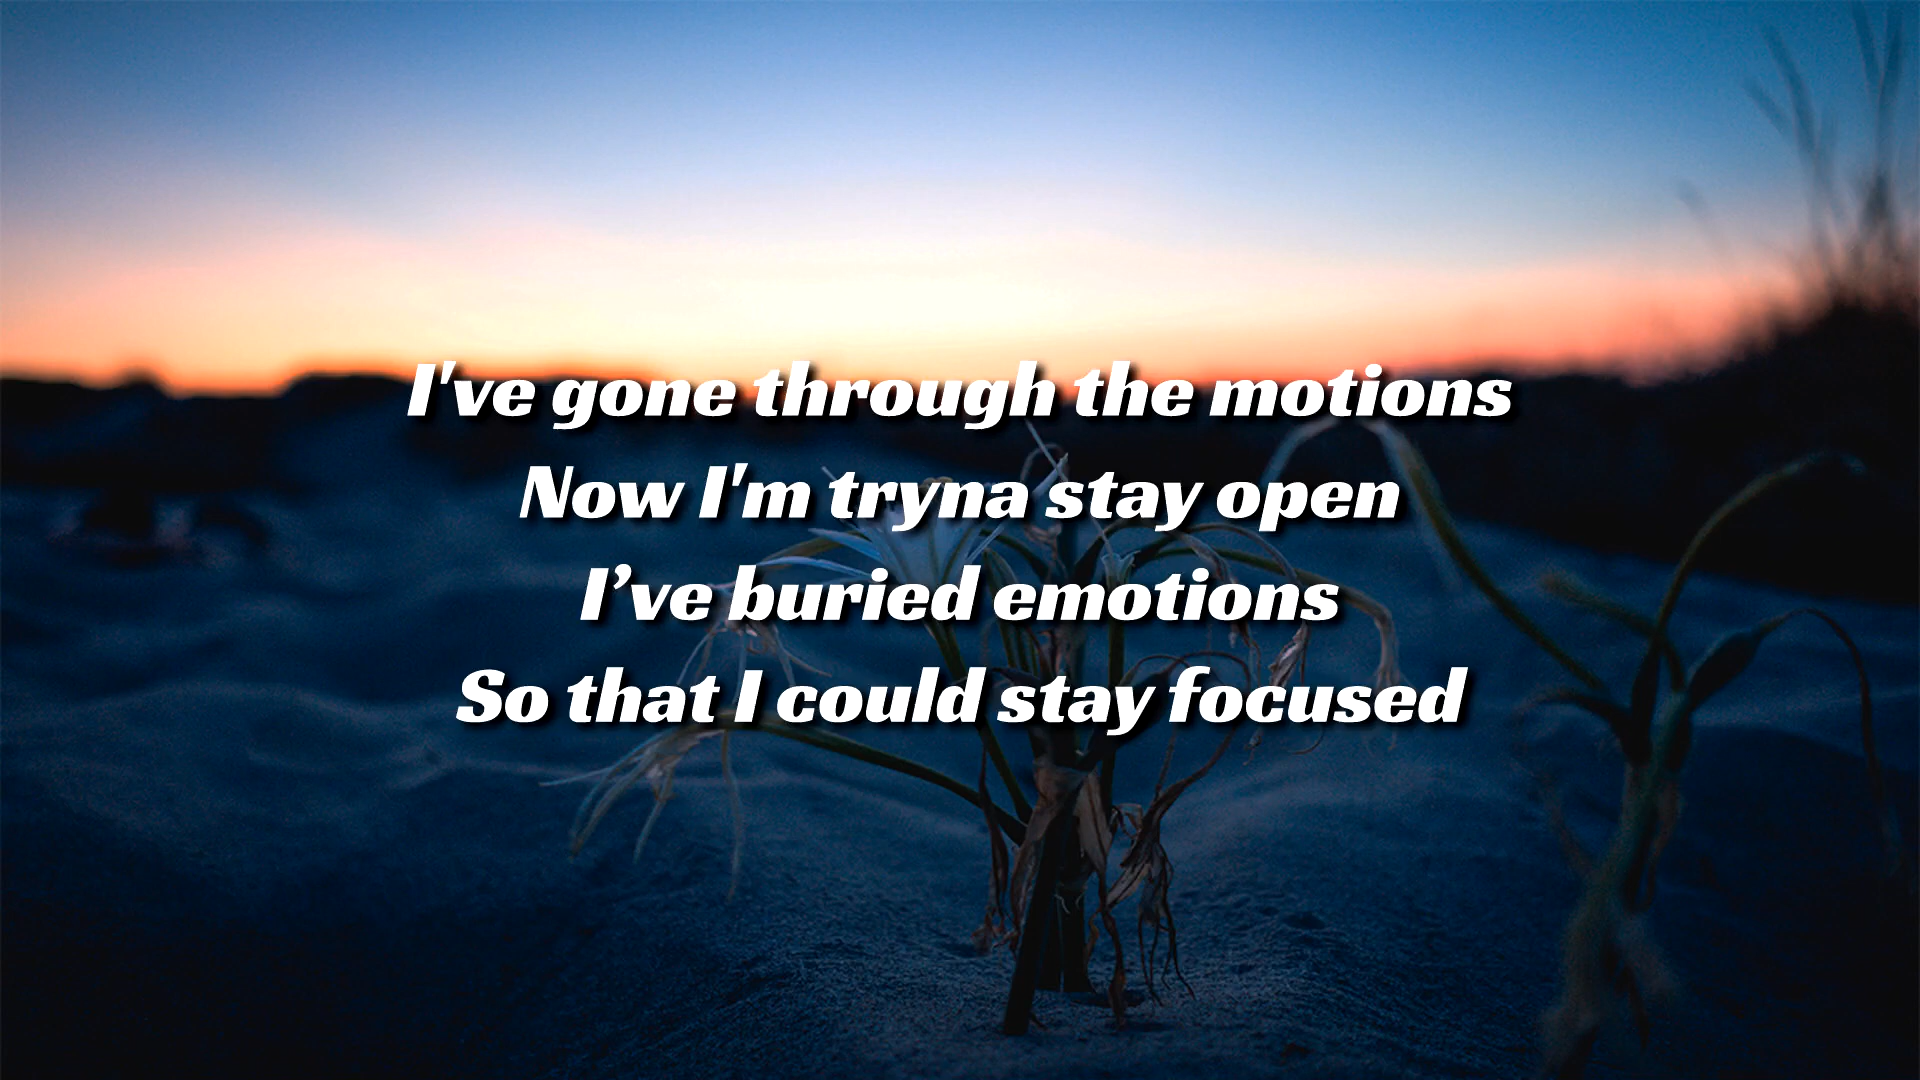 I've gone through the motions
Now I'm tryna stay open
I’ve buried emotions
So that I could stay focused